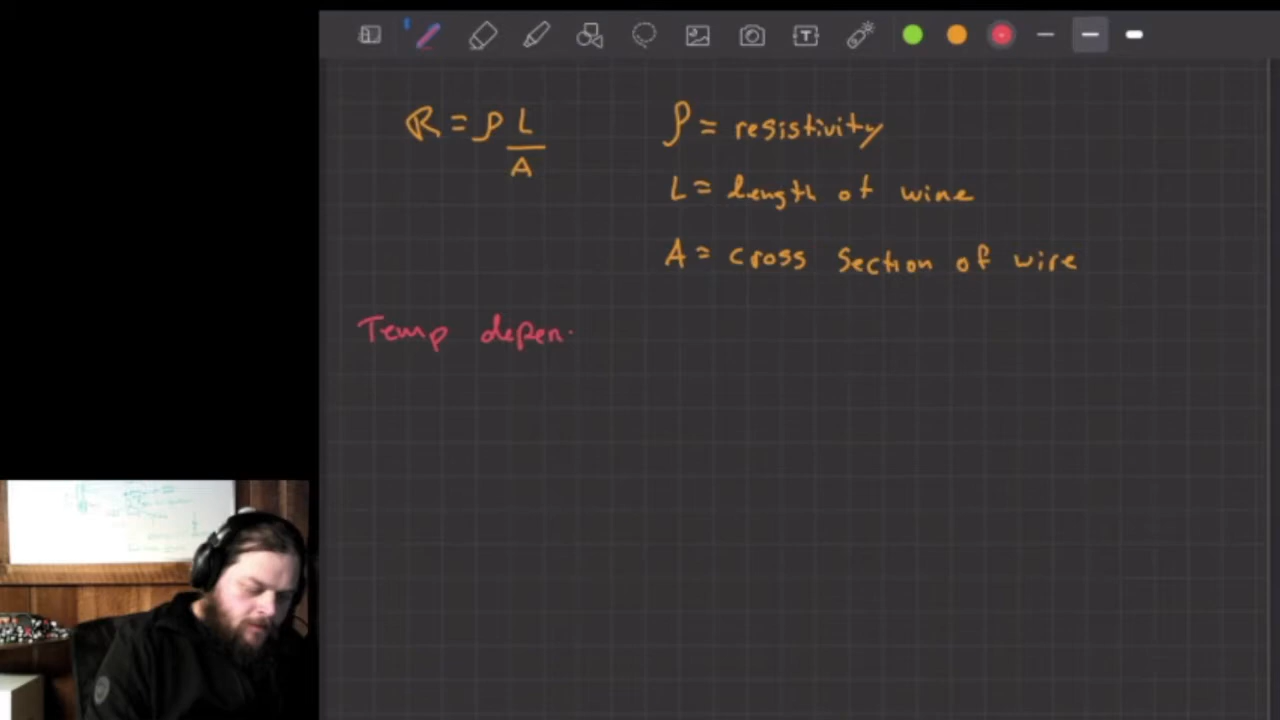 R = ρ L/A
ρ = resistivity
L = length of wire
A = cross section of wire
Temp depen